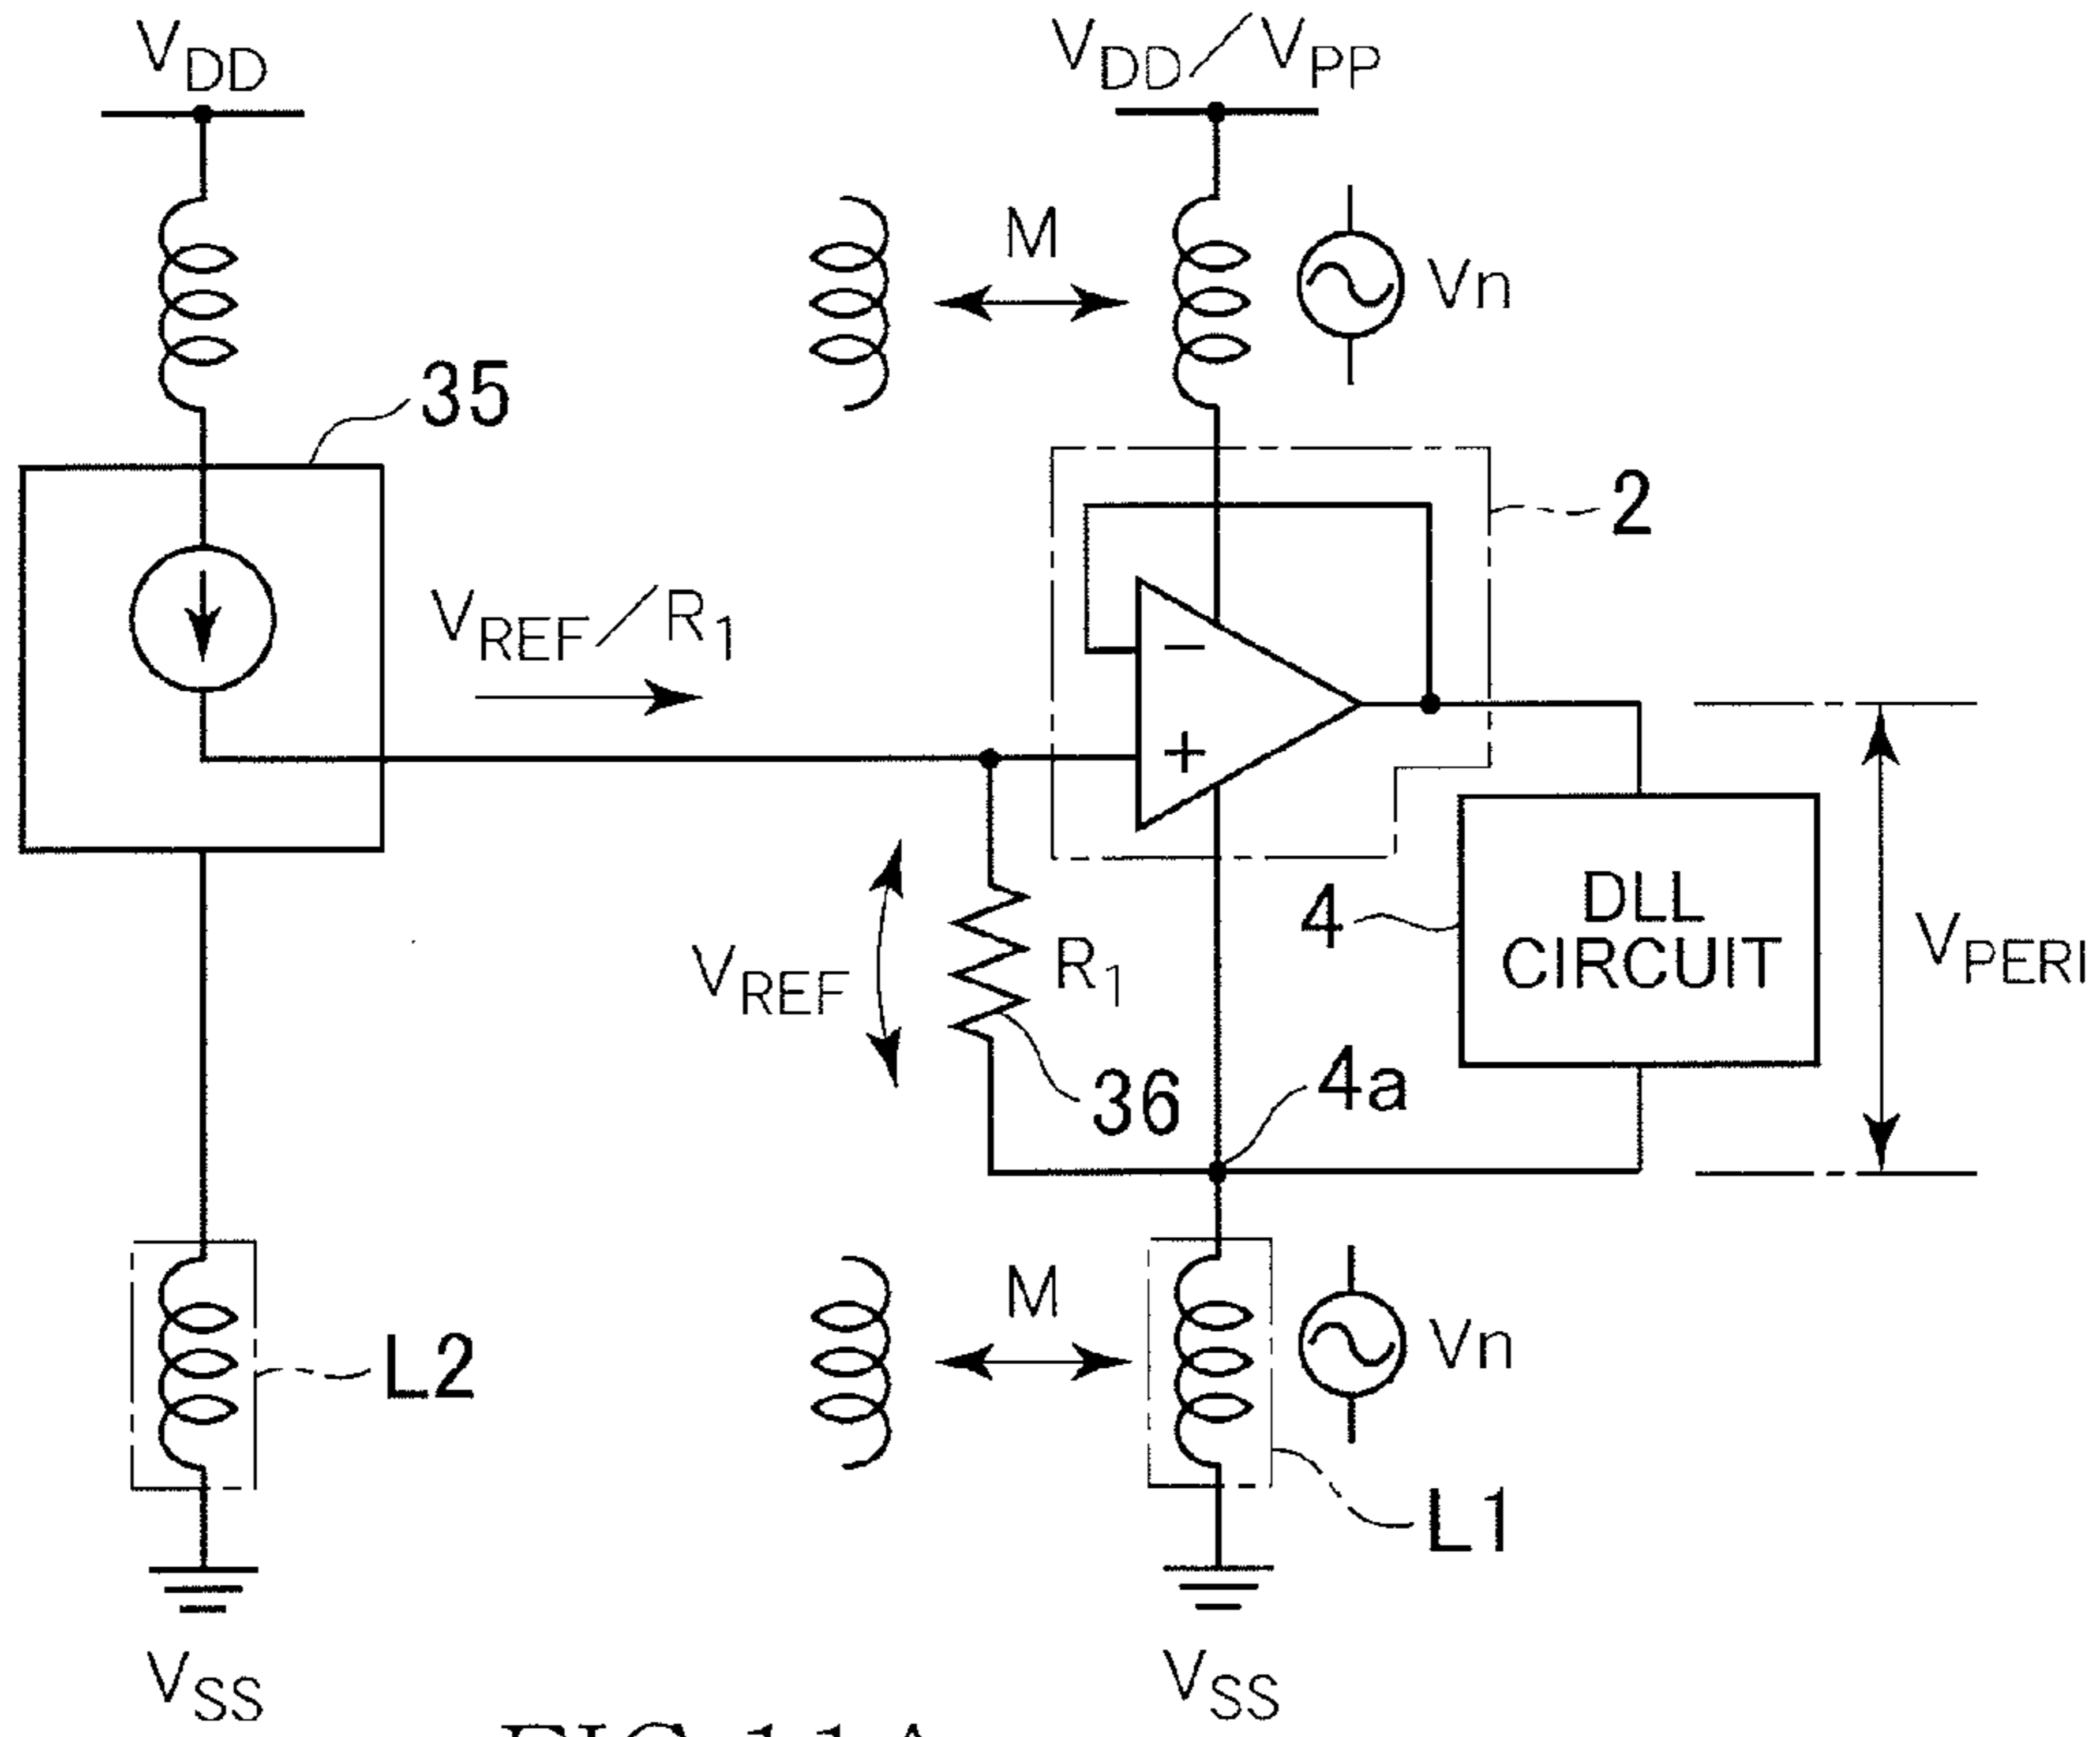 VDD
VDD/VPP
M
Vn
35
2
VREF/R1
−
+
4
DLL
CIRCUIT
VPERI
VREF
R1
36
4a
M
Vn
L2
L1
VSS
VSS